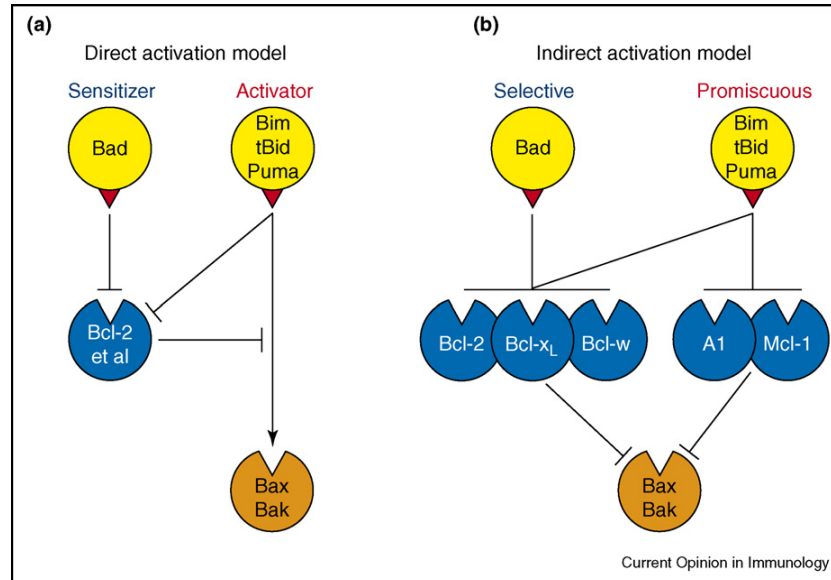 (a)
Direct activation model
Sensitizer
Activator
Bad
Bim
tBid
Puma
Bcl-2
et al
Bax
Bak
(b)
Indirect activation model
Selective
Promiscuous
Bad
Bim
tBid
Puma
Bcl-2
Bcl-xL
Bcl-w
A1
Mcl-1
Bax
Bak
Current Opinion in Immunology